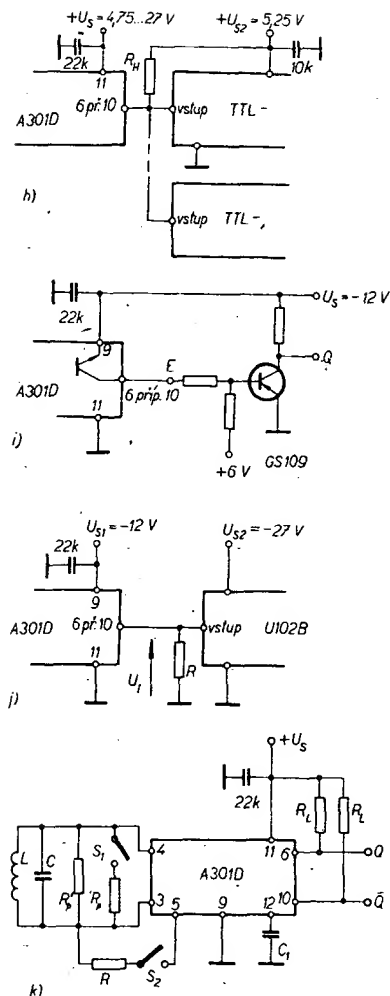 +U_S = 4,75...27 V
+U_S2 = 5,25 V
22k
R_H
10k
11
A301D
6 př. 10
vstup
TTL-
h)
vstup
TTL-
22k
U_S = -12 V
9
Q
A301D
E
6 příp. 10
11
+6 V
GS109
i)
U_S1 = -12 V
U_S2 = -27 V
22k
9
A301D
6 př. 10
vstup
U102B
11
U_I
R
j)
+U_S
22k
R_L
R_L
L
C
S_1
4
11
6
Q
A301D
R_p
R_p
3
5
9
12
10
Q̄
R
S_2
C_1
k)